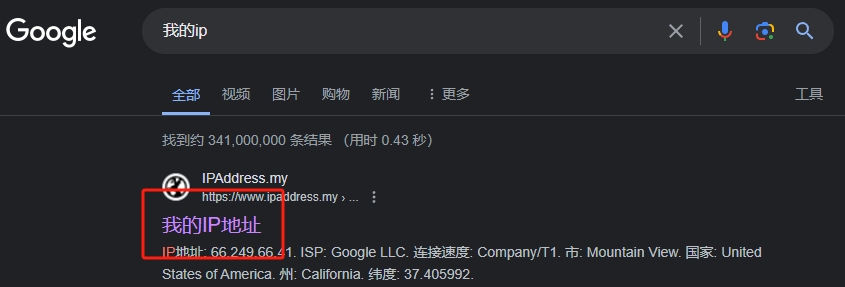 Google
我的ip
全部 视频 图片 购物 新闻 更多 工具
找到约 341,000,000 条结果 （用时 0.43 秒）
IPAddress.my
https://www.ipaddress.my › ...
我的IP地址
IP地址: 66.249.66.41. ISP: Google LLC. 连接速度: Company/T1. 市: Mountain View. 国家: United
States of America. 州: California. 纬度: 37.405992.